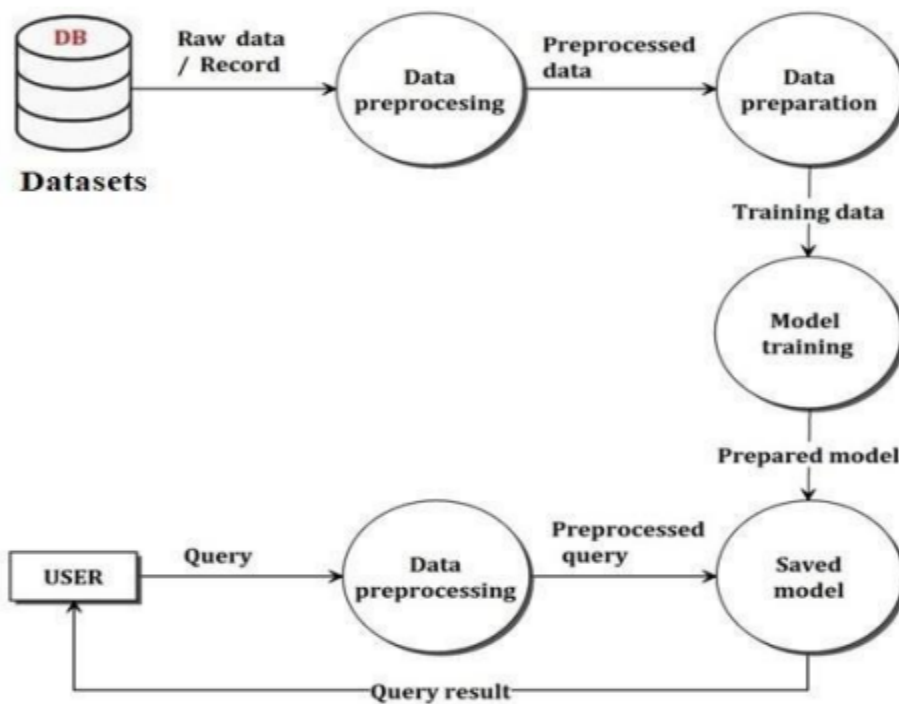 DB
Raw data
/ Record
Preprocessed
data
Data
preprocesing
Data
preparation
Datasets
Training data
Model
training
Prepared model
Query
Preprocessed
query
USER
Data
preprocessing
Saved
model
Query result